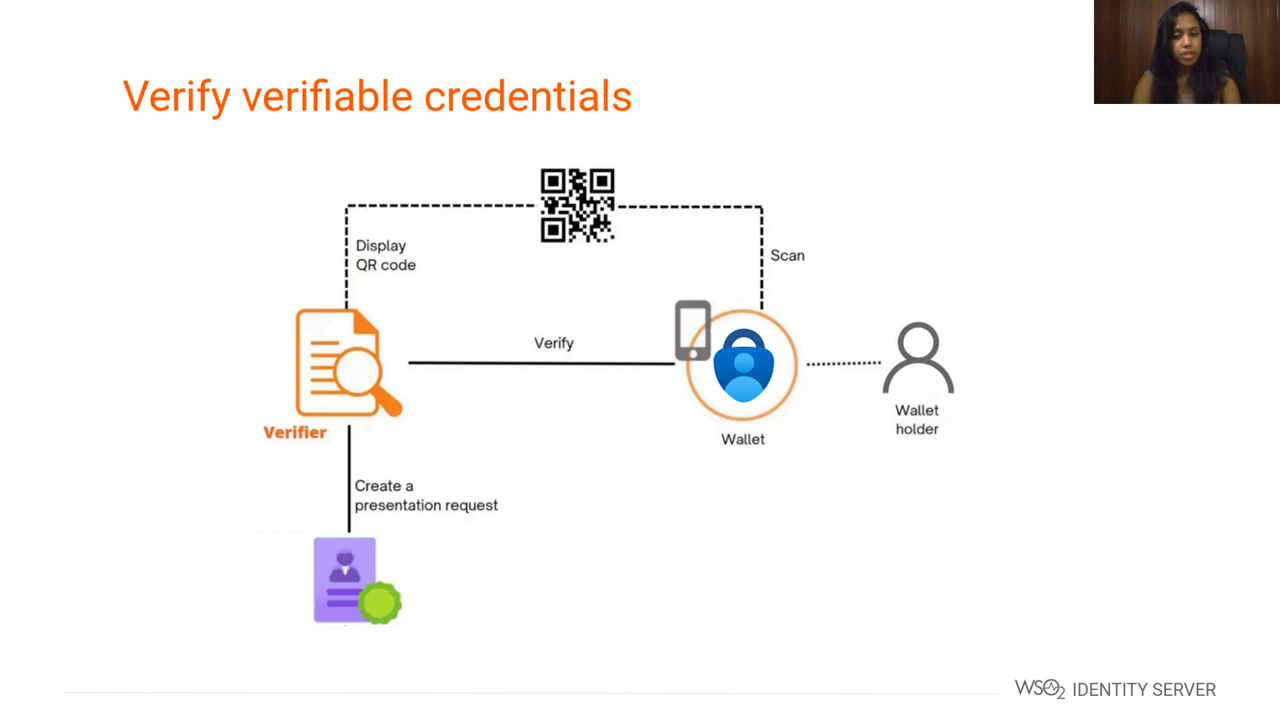 Verify verifiable credentials
Display
QR code
Scan
Verify
Verifier
Wallet
Wallet
holder
Create a
presentation request
WSO2 IDENTITY SERVER